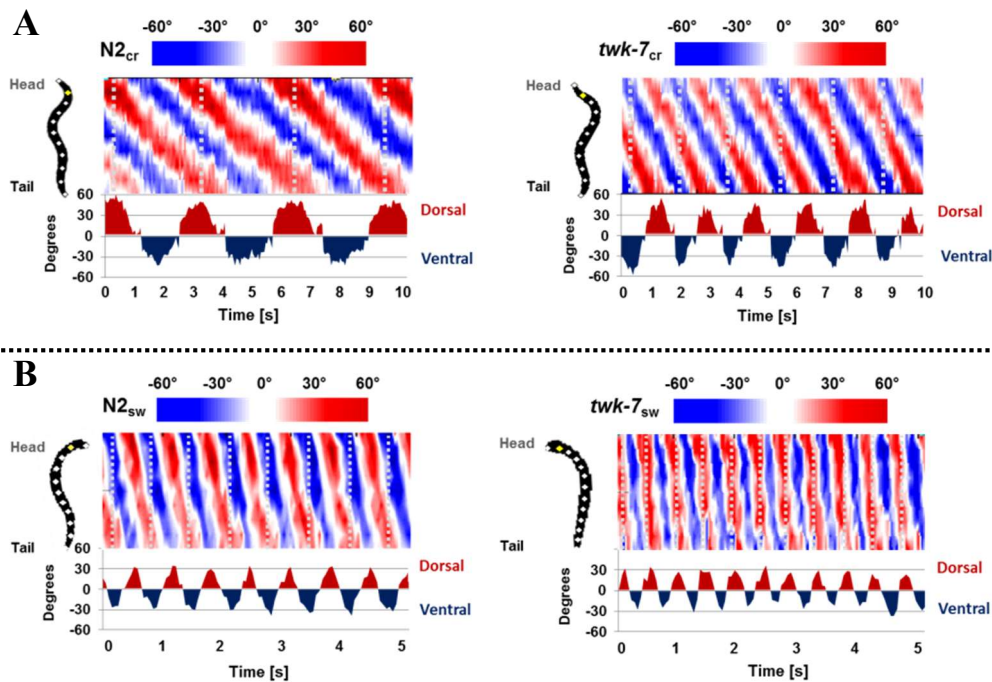 A
-60° -30° 0° 30° 60°
N2cr
Head
Tail
60
30
0
-30
-60
Degrees
Dorsal
Ventral
0 1 2 3 4 5 6 7 8 9 10
Time [s]
-60° -30° 0° 30° 60°
twk-7cr
Head
Tail
60
30
0
-30
-60
Degrees
Dorsal
Ventral
0 1 2 3 4 5 6 7 8 9 10
Time [s]
B
-60° -30° 0° 30° 60°
N2sw
Head
Tail
60
30
0
-30
-60
Degrees
Dorsal
Ventral
0 1 2 3 4 5
Time [s]
-60° -30° 0° 30° 60°
twk-7sw
Head
Tail
60
30
0
-30
-60
Degrees
Dorsal
Ventral
0 1 2 3 4 5
Time [s]